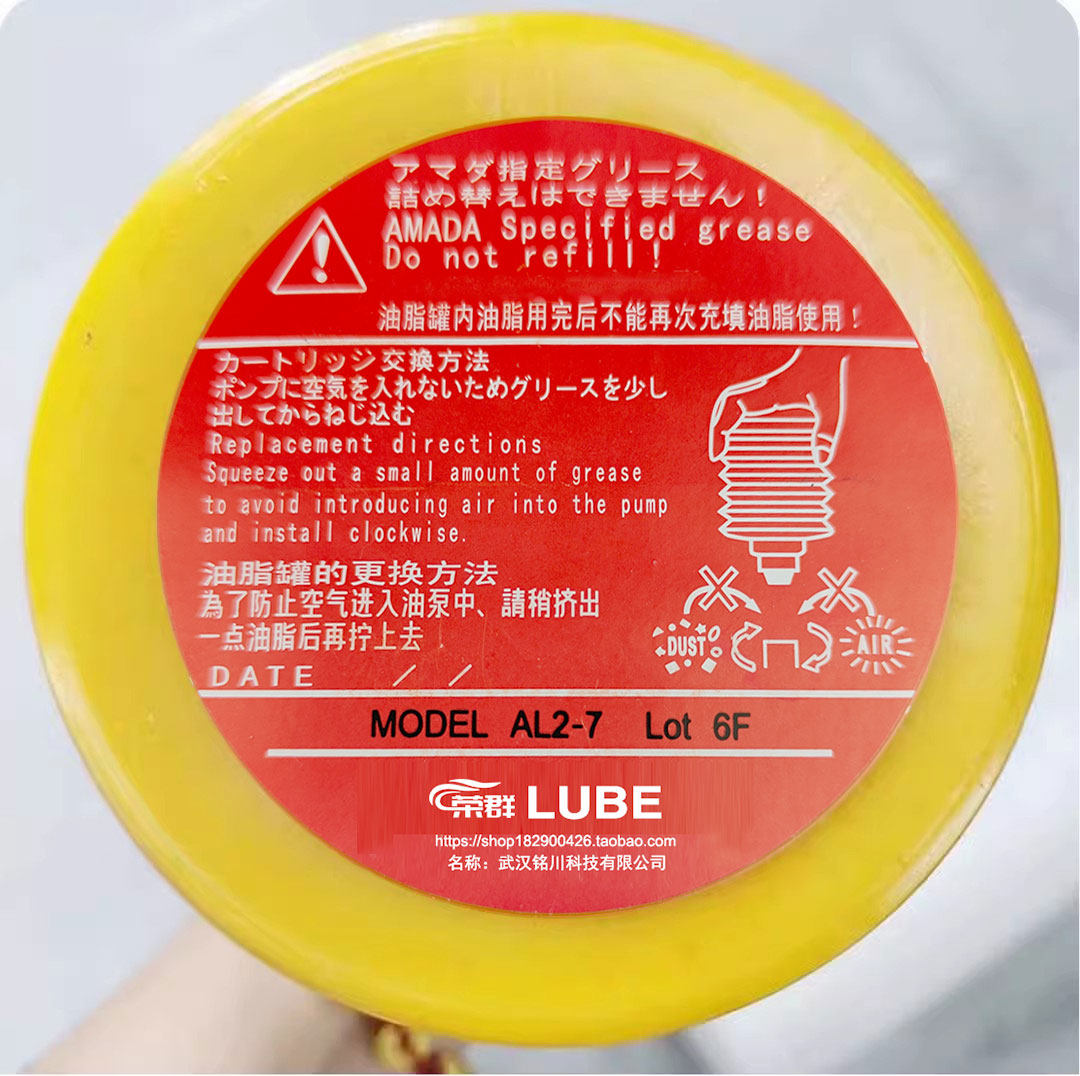 アマダ指定グリース
詰め替えはできません！
AMADA Specified grease
Do not refill!
油脂罐内油脂用完后不能再次充填油脂使用！
カートリッジ交換方法
ポンプに空気を入れないためグリースを少し
出してからねじ込む
Replacement directions
Squeeze out a small amount of grease
to avoid introducing air into the pump
and install clockwise.
油脂罐的更换方法
為了防止空气进入油泵中、請稍挤出
一点油脂后再拧上去
DUST
AIR
DATE / /
MODEL AL2-7 Lot 6F
荣群 LUBE
https://shop182900426.taobao.com
名称：武汉铭川科技有限公司